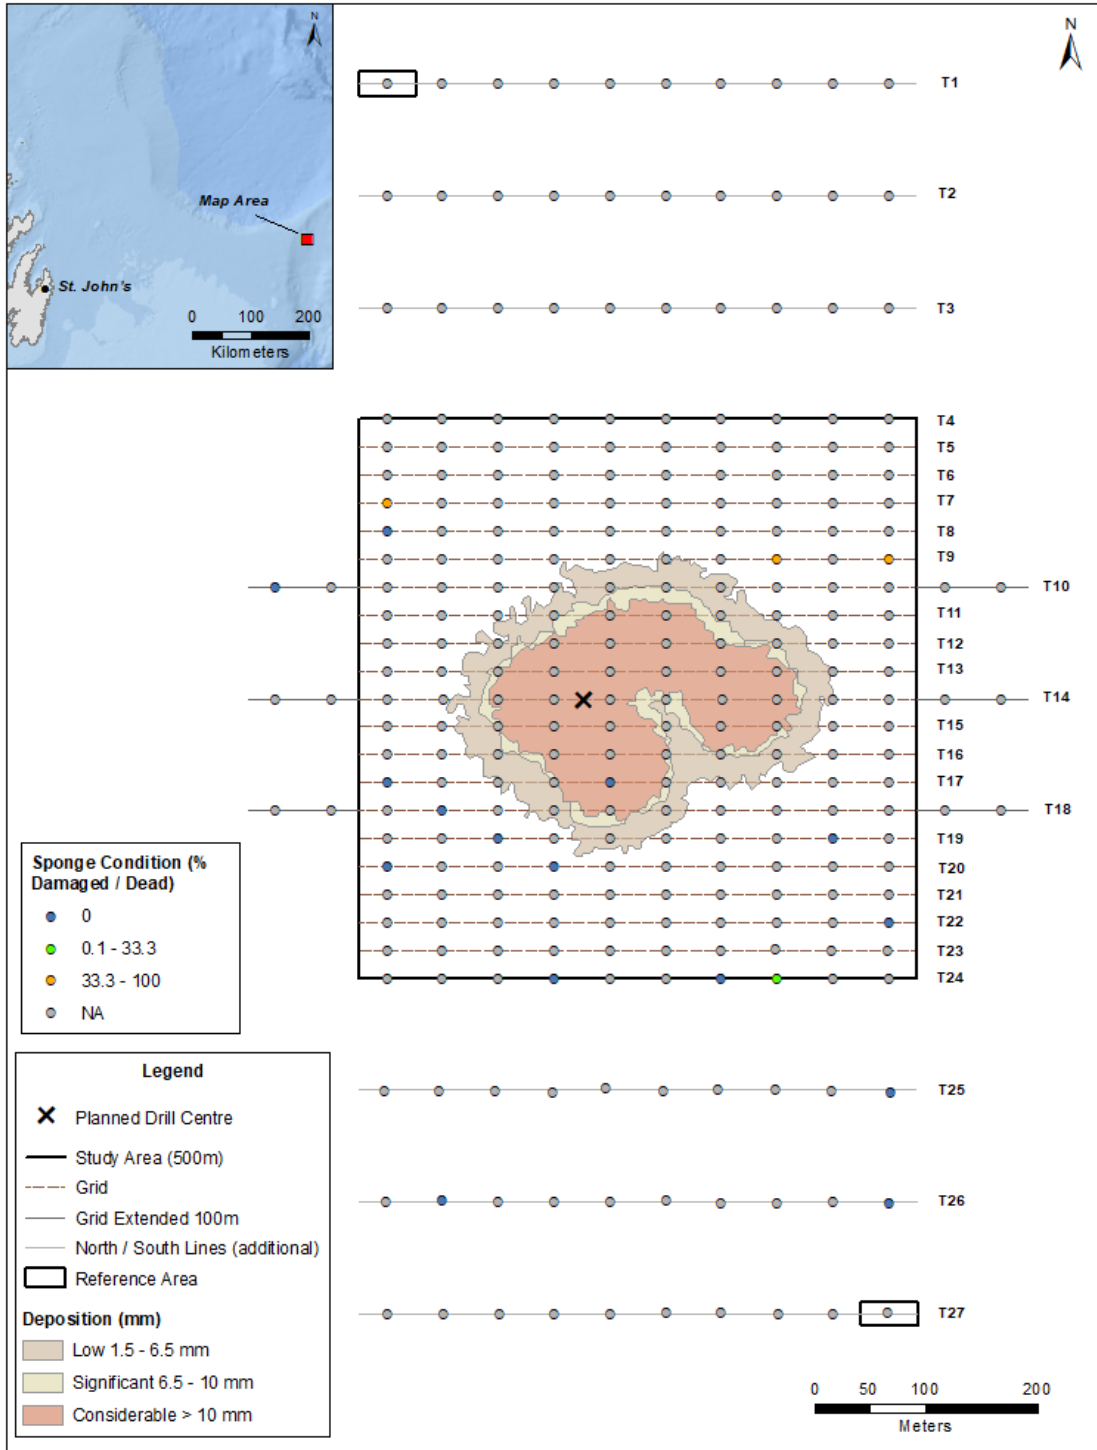 N
Map Area
St. John's
0 100 200
Kilometers
N
T1
T2
T3
T4
T5
T6
T7
T8
T9
T10
T11
T12
T13
T14
T15
T16
T17
T18
T19
T20
T21
T22
T23
T24
T25
T26
T27
Sponge Condition (%
Damaged / Dead)
0
0.1 - 33.3
33.3 - 100
NA
Legend
Planned Drill Centre
Study Area (500m)
Grid
Grid Extended 100m
North / South Lines (additional)
Reference Area
Deposition (mm)
Low 1.5 - 6.5 mm
Significant 6.5 - 10 mm
Considerable > 10 mm
0 50 100 200
Meters